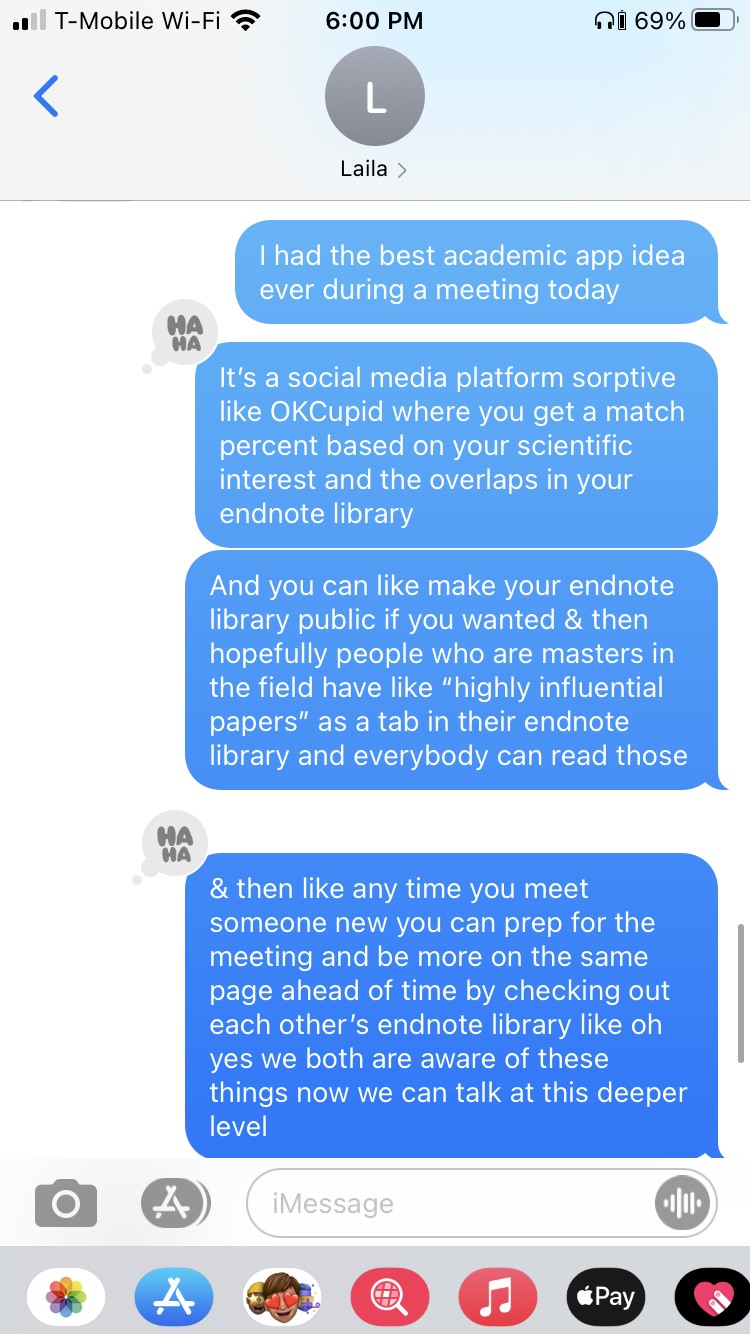 T-Mobile Wi-Fi 6:00 PM 69%
L
Laila
I had the best academic app idea
ever during a meeting today
HA
HA
It's a social media platform sorptive
like OKCupid where you get a match
percent based on your scientific
interest and the overlaps in your
endnote library
And you can like make your endnote
library public if you wanted & then
hopefully people who are masters in
the field have like “highly influential
papers” as a tab in their endnote
library and everybody can read those
HA
HA
& then like any time you meet
someone new you can prep for the
meeting and be more on the same
page ahead of time by checking out
each other's endnote library like oh
yes we both are aware of these
things now we can talk at this deeper
level
iMessage
Pay